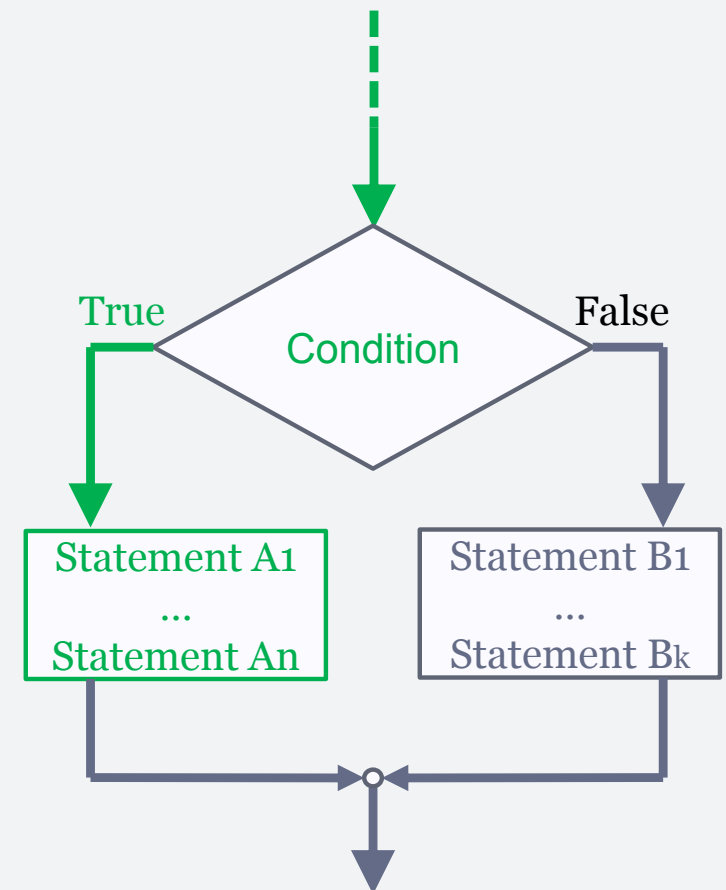 True
False
Condition
Statement A1
...
Statement An
Statement B1
...
Statement Bk